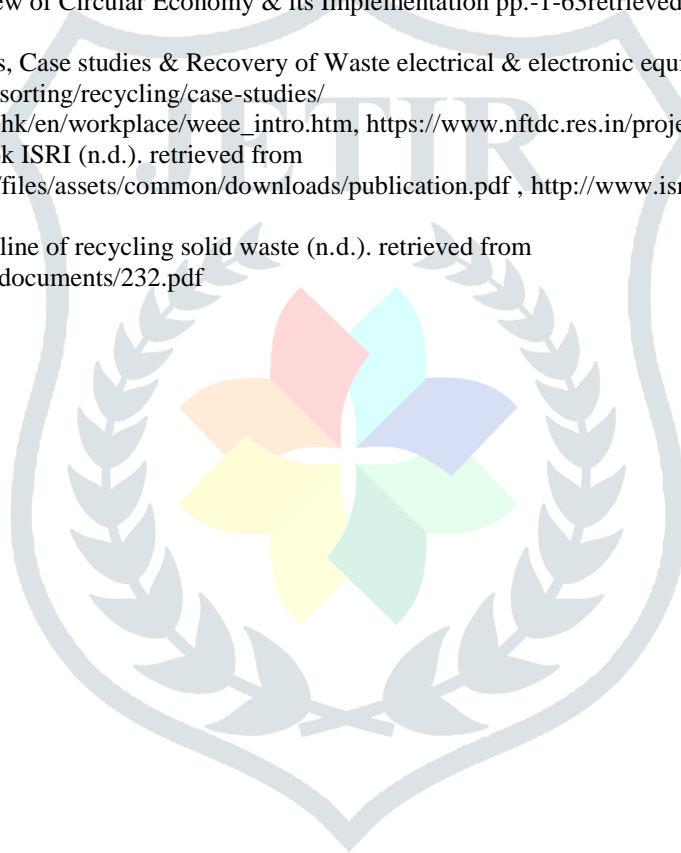 ew of Circular Economy & its Implementation pp.-1-63retrieved
s, Case studies & Recovery of Waste electrical & electronic equi
sorting/recycling/case-studies/
hk/en/workplace/weee_intro.htm, https://www.nftdc.res.in/proje
k ISRI (n.d.). retrieved from
/files/assets/common/downloads/publication.pdf , http://www.isr
line of recycling solid waste (n.d.). retrieved from
documents/232.pdf
JETIR